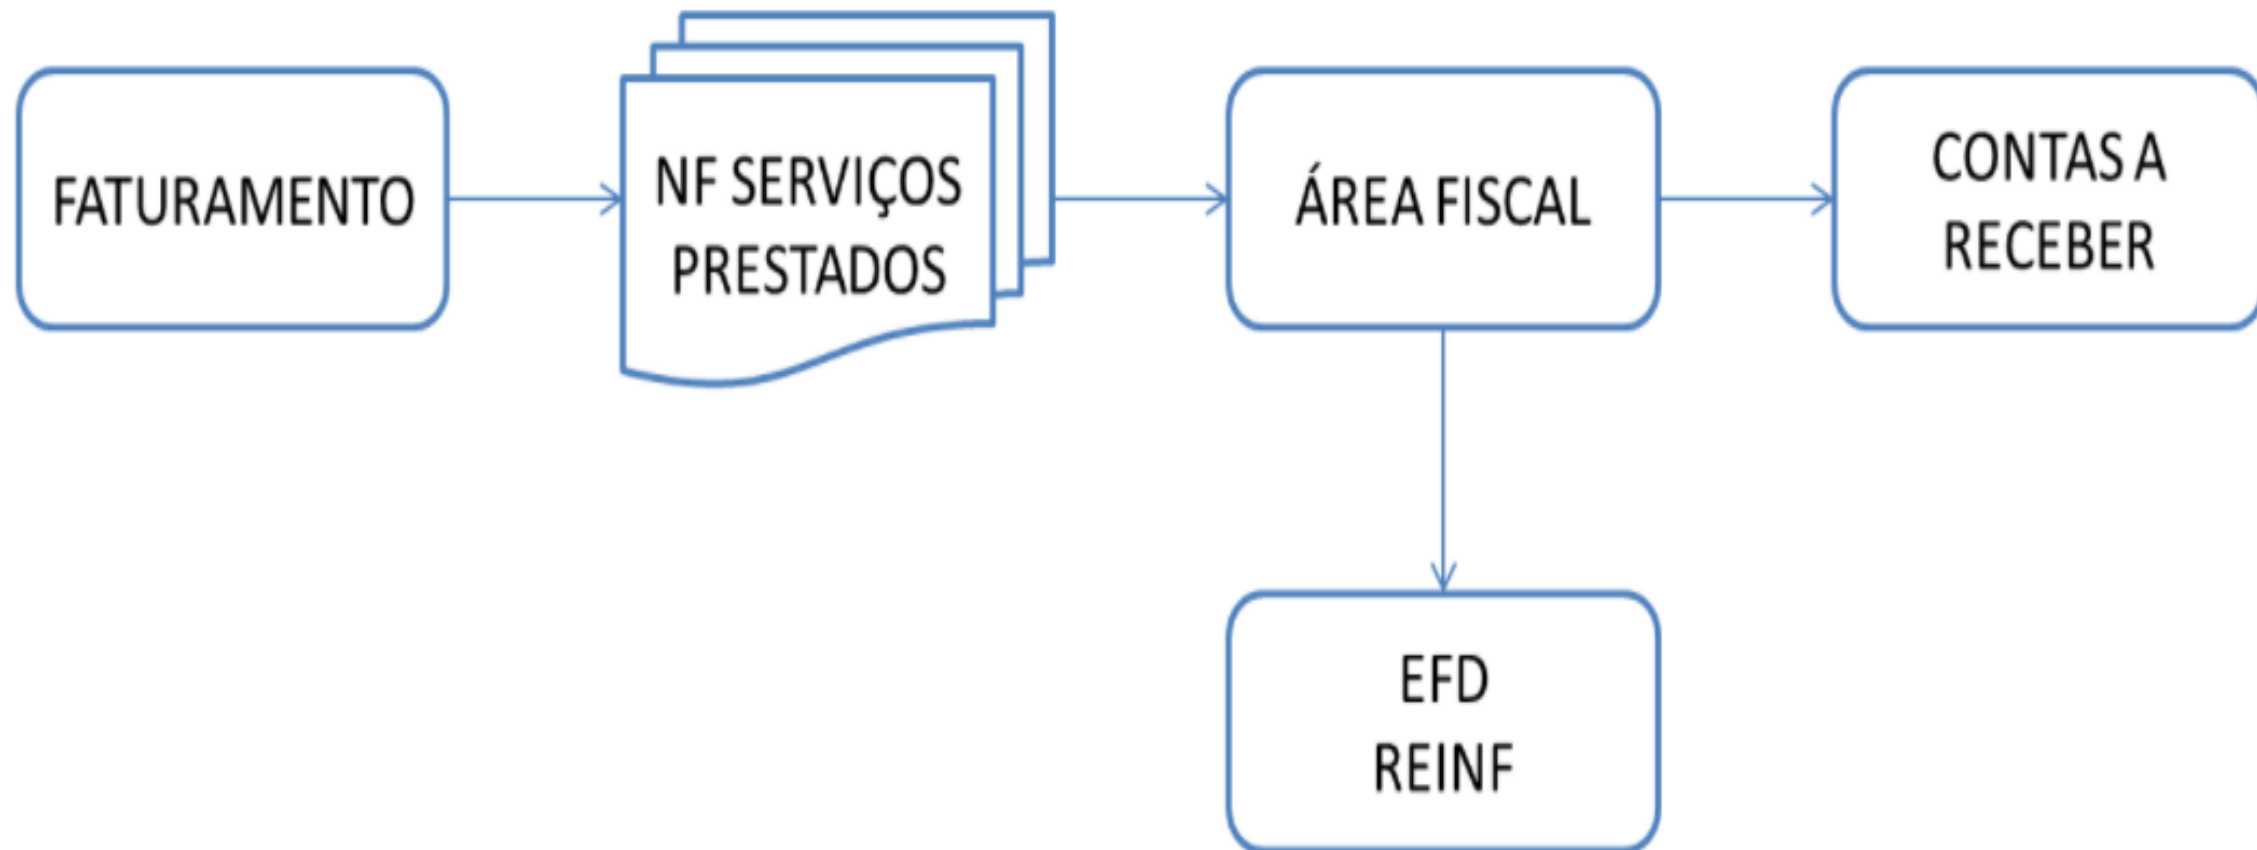 FATURAMENTO
NF SERVIÇOS
PRESTADOS
ÁREA FISCAL
CONTAS A
RECEBER
EFD
REINF